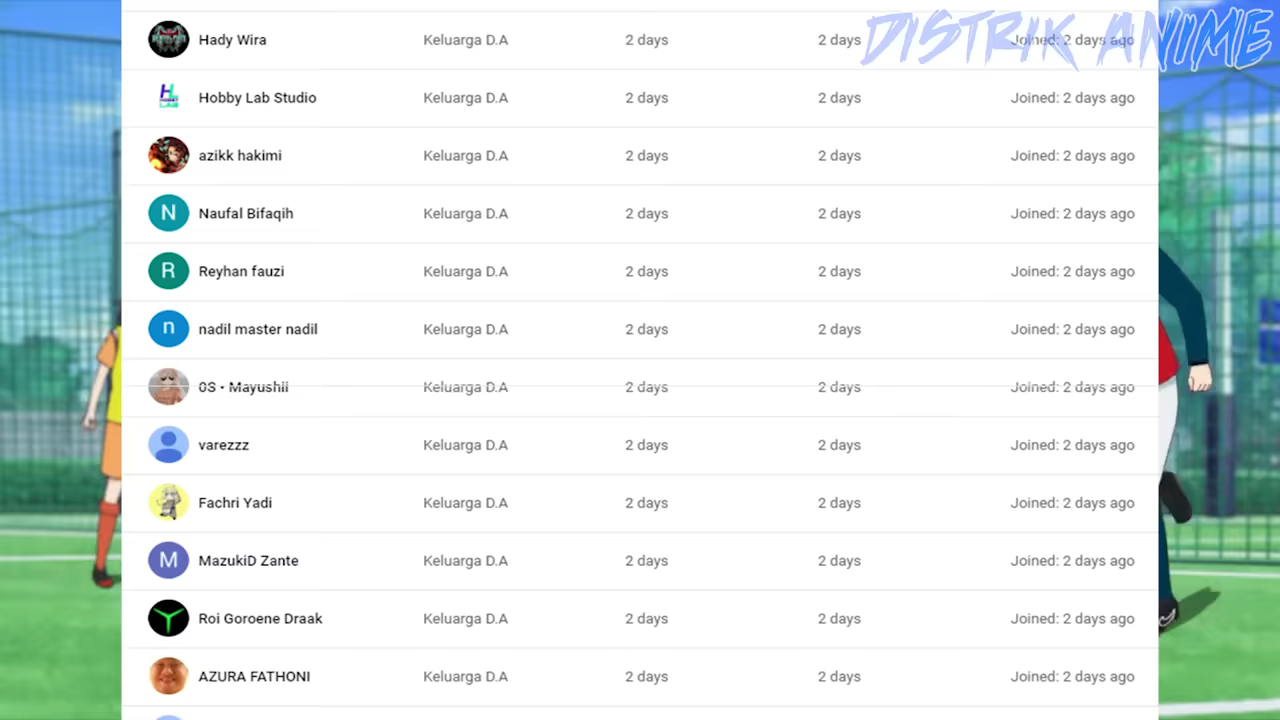 DISTRIK ANIME
Hady Wira Keluarga D.A 2 days 2 days Joined: 2 days ago
HL Hobby Lab Studio Keluarga D.A 2 days 2 days Joined: 2 days ago
azikk hakimi Keluarga D.A 2 days 2 days Joined: 2 days ago
N Naufal Bifaqih Keluarga D.A 2 days 2 days Joined: 2 days ago
R Reyhan fauzi Keluarga D.A 2 days 2 days Joined: 2 days ago
n nadil master nadil Keluarga D.A 2 days 2 days Joined: 2 days ago
0S • Mayushii Keluarga D.A 2 days 2 days Joined: 2 days ago
varezzz Keluarga D.A 2 days 2 days Joined: 2 days ago
Fachri Yadi Keluarga D.A 2 days 2 days Joined: 2 days ago
M MazukiD Zante Keluarga D.A 2 days 2 days Joined: 2 days ago
Roi Goroene Draak Keluarga D.A 2 days 2 days Joined: 2 days ago
AZURA FATHONI Keluarga D.A 2 days 2 days Joined: 2 days ago